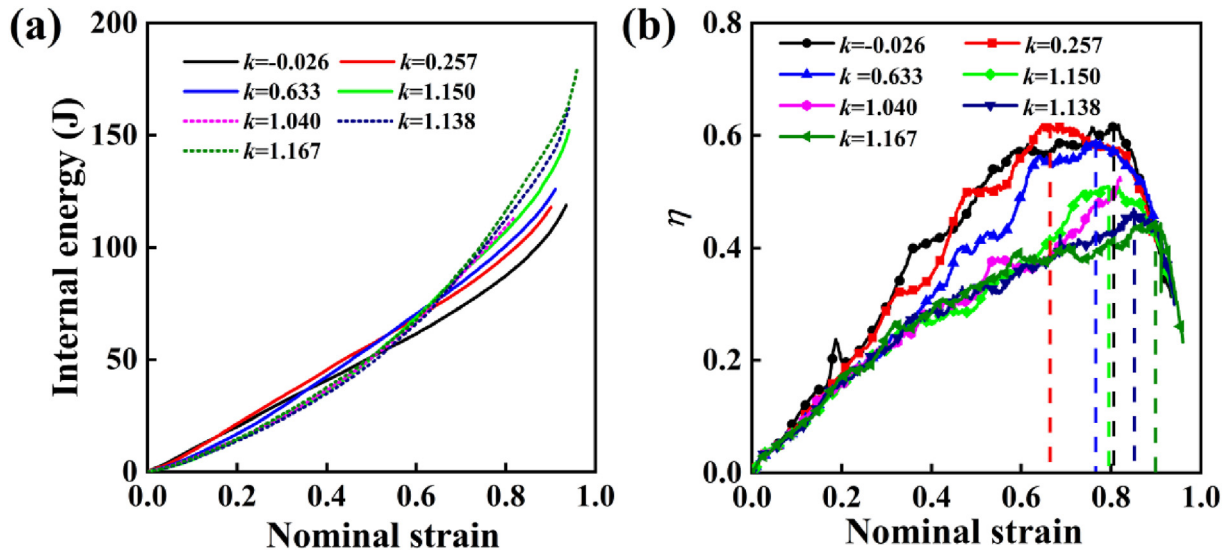 (a)
200
150
100
50
0
Internal energy (J)
k=-0.026 k=0.257
k=0.633 k=1.150
k=1.040 k=1.138
k=1.167
0.0 0.2 0.4 0.6 0.8 1.0
Nominal strain
(b)
0.8
0.6
0.4
0.2
0.0
η
k=-0.026 k=0.257
k =0.633 k=1.150
k=1.040 k=1.138
k=1.167
0.0 0.2 0.4 0.6 0.8 1.0
Nominal strain